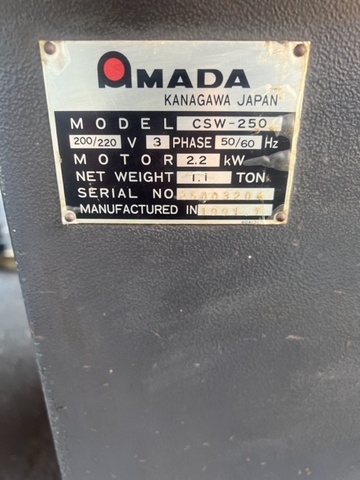 AMADA
KANAGAWA JAPAN
MODEL CSW-250
200/220 V 3 PHASE 50/60 Hz
MOTOR 2.2 kW
NET WEIGHT 1.1 TON
SERIAL NO.
MANUFACTURED IN